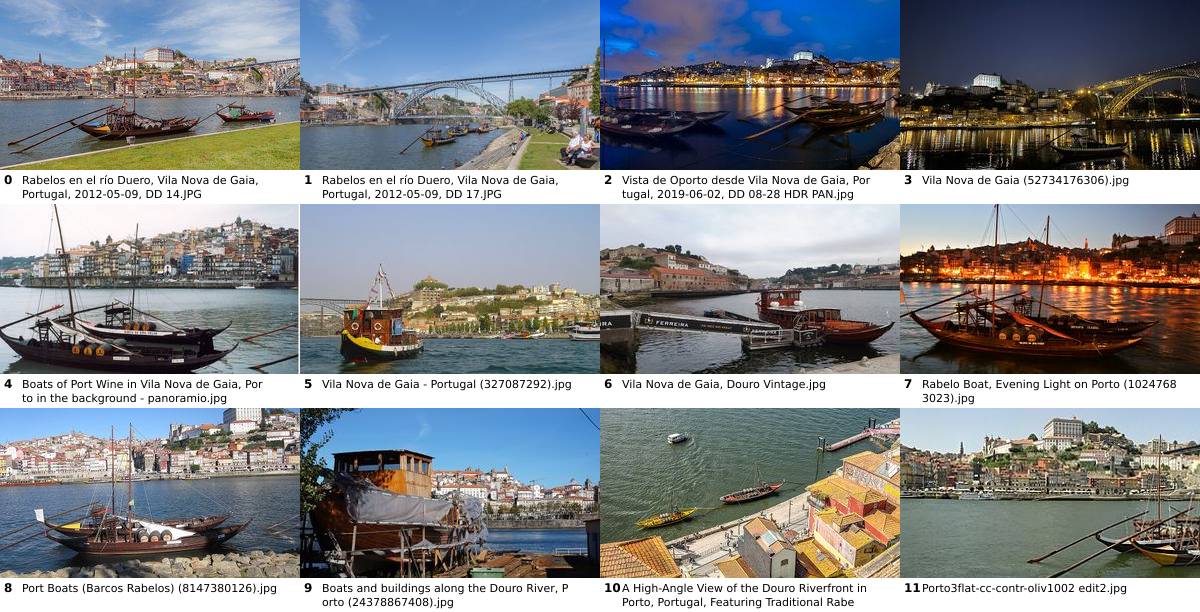 0 Rabelos en el río Duero, Vila Nova de Gaia,
Portugal, 2012-05-09, DD 14.JPG
1 Rabelos en el río Duero, Vila Nova de Gaia,
Portugal, 2012-05-09, DD 17.JPG
2 Vista de Oporto desde Vila Nova de Gaia, Por
tugal, 2019-06-02, DD 08-28 HDR PAN.jpg
3 Vila Nova de Gaia (52734176306).jpg
4 Boats of Port Wine in Vila Nova de Gaia, Por
to in the background - panoramio.jpg
5 Vila Nova de Gaia - Portugal (327087292).jpg
RA FERREIRA
6 Vila Nova de Gaia, Douro Vintage.jpg
7 Rabelo Boat, Evening Light on Porto (1024768
3023).jpg
8 Port Boats (Barcos Rabelos) (8147380126).jpg
9 Boats and buildings along the Douro River, P
orto (24378867408).jpg
10 A High-Angle View of the Douro Riverfront in
Porto, Portugal, Featuring Traditional Rabe
11 Porto3flat-cc-contr-oliv1002 edit2.jpg